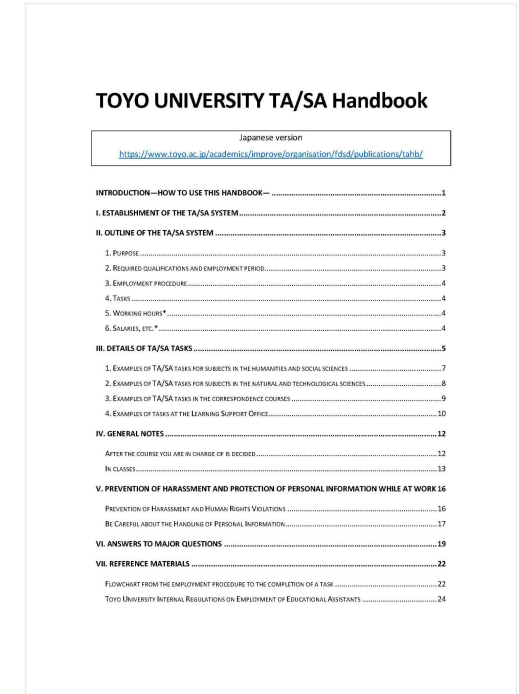 TOYO UNIVERSITY TA/SA Handbook
Japanese version
https://www.toyo.ac.jp/academics/improve/organisation/fdsd/publications/tahb/
INTRODUCTION—HOW TO USE THIS HANDBOOK— ....................1
I. ESTABLISHMENT OF THE TA/SA SYSTEM ....................2
II. OUTLINE OF THE TA/SA SYSTEM ....................3
1. PURPOSE ....................3
2. REQUIRED QUALIFICATIONS AND EMPLOYMENT PERIOD ....................3
3. EMPLOYMENT PROCEDURE ....................4
4. TASKS ....................4
5. WORKING HOURS* ....................4
6. SALARIES, ETC.* ....................4
III. DETAILS OF TA/SA TASKS ....................5
1. EXAMPLES OF TA/SA TASKS FOR SUBJECTS IN THE HUMANITIES AND SOCIAL SCIENCES ....................7
2. EXAMPLES OF TA/SA TASKS FOR SUBJECTS IN THE NATURAL AND TECHNOLOGICAL SCIENCES ....................8
3. EXAMPLES OF TA/SA TASKS IN THE CORRESPONDENCE COURSES ....................9
4. EXAMPLES OF TASKS AT THE LEARNING SUPPORT OFFICE ....................10
IV. GENERAL NOTES ....................12
AFTER THE COURSE YOU ARE IN CHARGE OF IS DECIDED ....................12
IN CLASSES ....................13
V. PREVENTION OF HARASSMENT AND PROTECTION OF PERSONAL INFORMATION WHILE AT WORK 16
PREVENTION OF HARASSMENT AND HUMAN RIGHTS VIOLATIONS ....................16
BE CAREFUL ABOUT THE HANDLING OF PERSONAL INFORMATION ....................17
VI. ANSWERS TO MAJOR QUESTIONS ....................19
VII. REFERENCE MATERIALS ....................22
FLOWCHART FROM THE EMPLOYMENT PROCEDURE TO THE COMPLETION OF A TASK ....................22
TOYO UNIVERSITY INTERNAL REGULATIONS ON EMPLOYMENT OF EDUCATIONAL ASSISTANTS ....................24